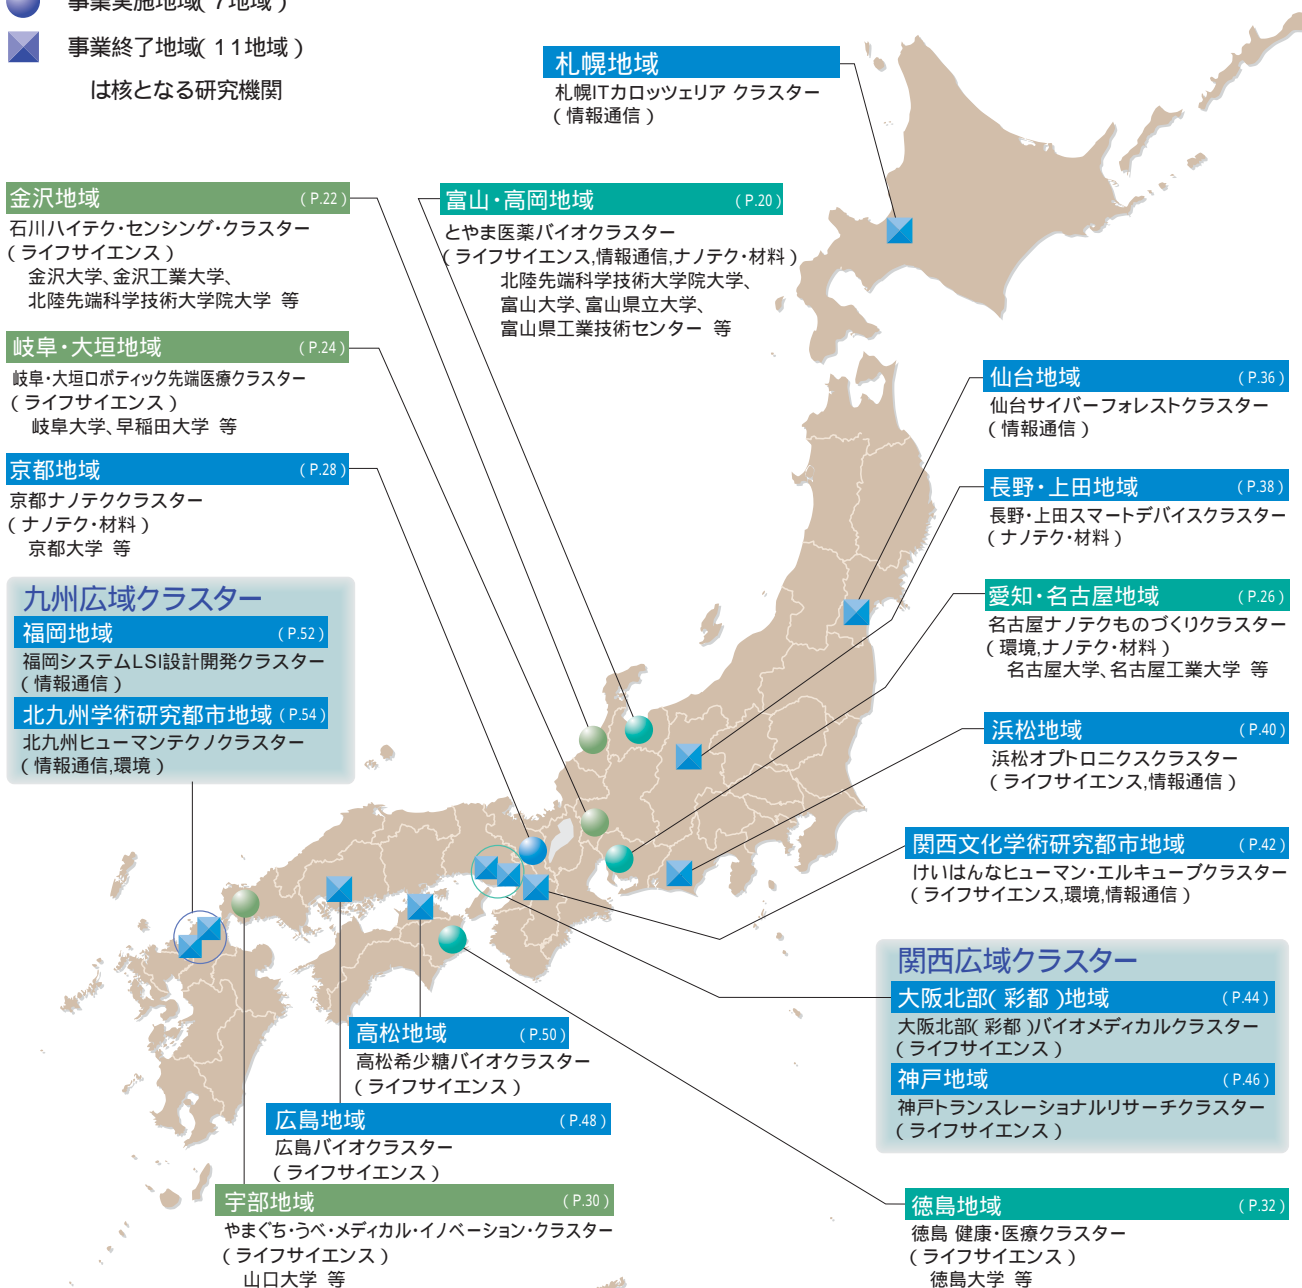 事業実施地域(7地域)
事業終了地域(11地域)
は核となる研究機関
札幌地域
札幌ITカロッツェリア クラスター
(情報通信)
金沢地域 (P.22)
石川ハイテク・センシング・クラスター
(ライフサイエンス)
金沢大学、金沢工業大学、
北陸先端科学技術大学院大学 等
富山・高岡地域 (P.20)
とやま医薬バイオクラスター
(ライフサイエンス,情報通信,ナノテク・材料)
北陸先端科学技術大学院大学、
富山大学、富山県立大学、
富山県工業技術センター 等
岐阜・大垣地域 (P.24)
岐阜・大垣ロボティック先端医療クラスター
(ライフサイエンス)
岐阜大学、早稲田大学 等
京都地域 (P.28)
京都ナノテククラスター
(ナノテク・材料)
京都大学 等
九州広域クラスター
福岡地域 (P.52)
福岡システムLSI設計開発クラスター
(情報通信)
北九州学術研究都市地域 (P.54)
北九州ヒューマンテクノクラスター
(情報通信,環境)
仙台地域 (P.36)
仙台サイバーフォレストクラスター
(情報通信)
長野・上田地域 (P.38)
長野・上田スマートデバイスクラスター
(ナノテク・材料)
愛知・名古屋地域 (P.26)
名古屋ナノテクものづくりクラスター
(環境,ナノテク・材料)
名古屋大学、名古屋工業大学 等
浜松地域 (P.40)
浜松オプトロニクスクラスター
(ライフサイエンス,情報通信)
関西文化学術研究都市地域 (P.42)
けいはんなヒューマン・エルキューブクラスター
(ライフサイエンス,環境,情報通信)
関西広域クラスター
大阪北部(彩都)地域 (P.44)
大阪北部(彩都)バイオメディカルクラスター
(ライフサイエンス)
神戸地域 (P.46)
神戸トランスレーショナルリサーチクラスター
(ライフサイエンス)
高松地域 (P.50)
高松希少糖バイオクラスター
(ライフサイエンス)
広島地域 (P.48)
広島バイオクラスター
(ライフサイエンス)
宇部地域 (P.30)
やまぐち・うべ・メディカル・イノベーション・クラスター
(ライフサイエンス)
山口大学 等
徳島地域 (P.32)
徳島 健康・医療クラスター
(ライフサイエンス)
徳島大学 等